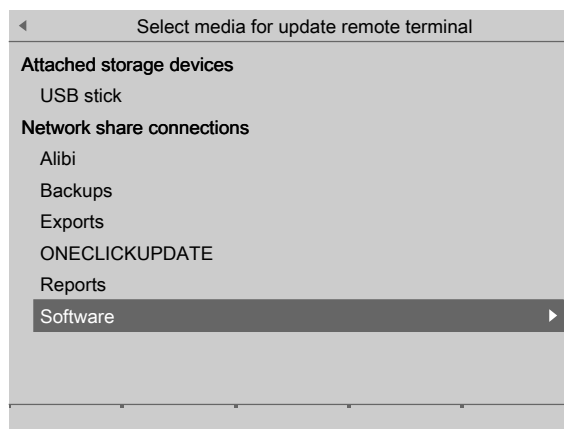 Select media for update remote terminal
Attached storage devices
USB stick
Network share connections
Alibi
Backups
Exports
ONECLICKUPDATE
Reports
Software